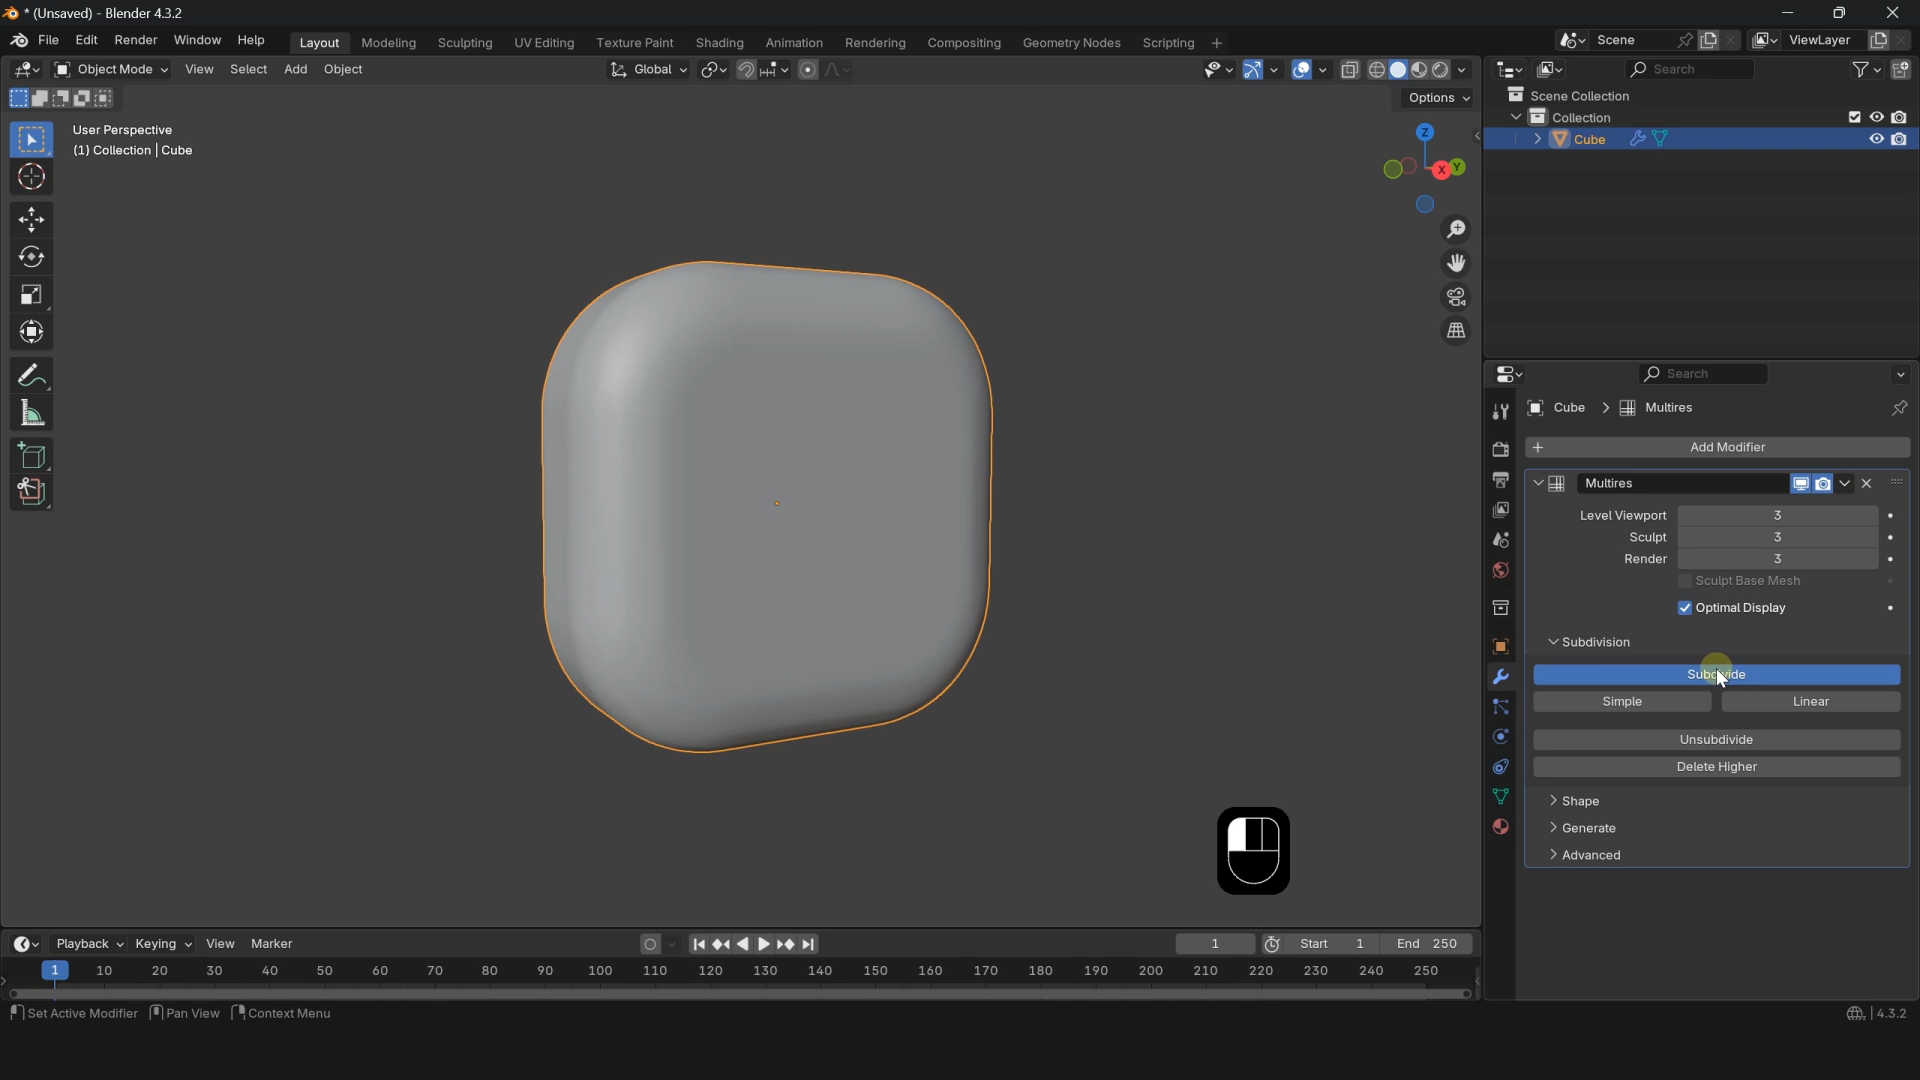 * (Unsaved) - Blender 4.3.2
File Edit Render Window Help Layout Modeling Sculpting UV Editing Texture Paint Shading Animation Rendering Compositing Geometry Nodes Scripting + Scene ViewLayer
Object Mode View Select Add Object Global Search
Options
User Perspective
(1) Collection | Cube
Z
X Y
Scene Collection
Collection
Cube
Search
Cube > Multires
+ Add Modifier
Multires
Level Viewport 3
Sculpt 3
Render 3
Sculpt Base Mesh
Optimal Display
Subdivision
Subdivide
Simple Linear
Unsubdivide
Delete Higher
Shape
Generate
Advanced
Playback Keying View Marker 1 Start 1 End 250
1 10 20 30 40 50 60 70 80 90 100 110 120 130 140 150 160 170 180 190 200 210 220 230 240 250
Set Active Modifier Pan View Context Menu 4.3.2